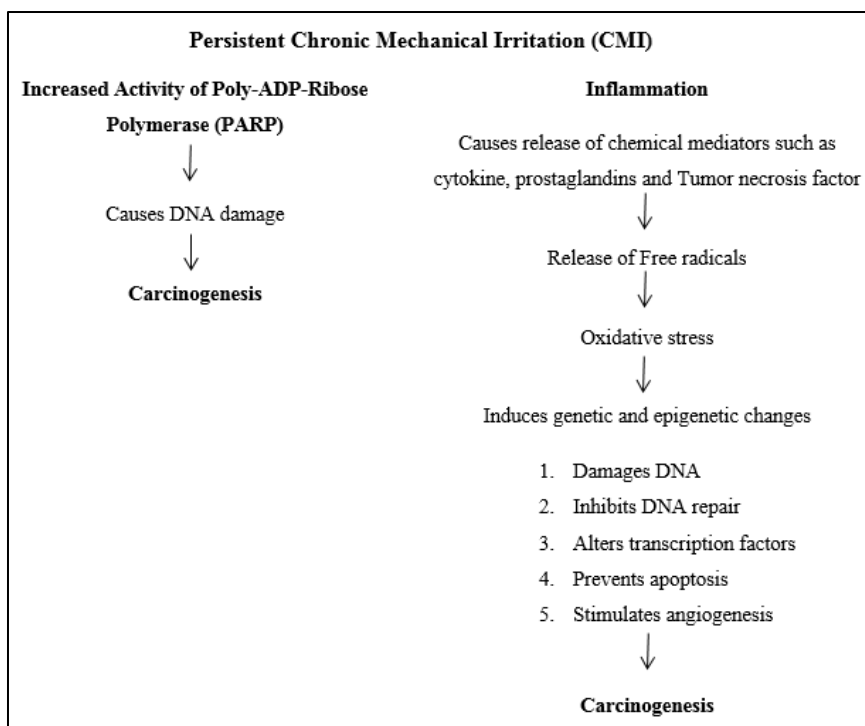 Persistent Chronic Mechanical Irritation (CMI)
Increased Activity of Poly-ADP-Ribose
Polymerase (PARP)
Causes DNA damage
Carcinogenesis
Inflammation
Causes release of chemical mediators such as
cytokine, prostaglandins and Tumor necrosis factor
Release of Free radicals
Oxidative stress
Induces genetic and epigenetic changes
1. Damages DNA
2. Inhibits DNA repair
3. Alters transcription factors
4. Prevents apoptosis
5. Stimulates angiogenesis
Carcinogenesis